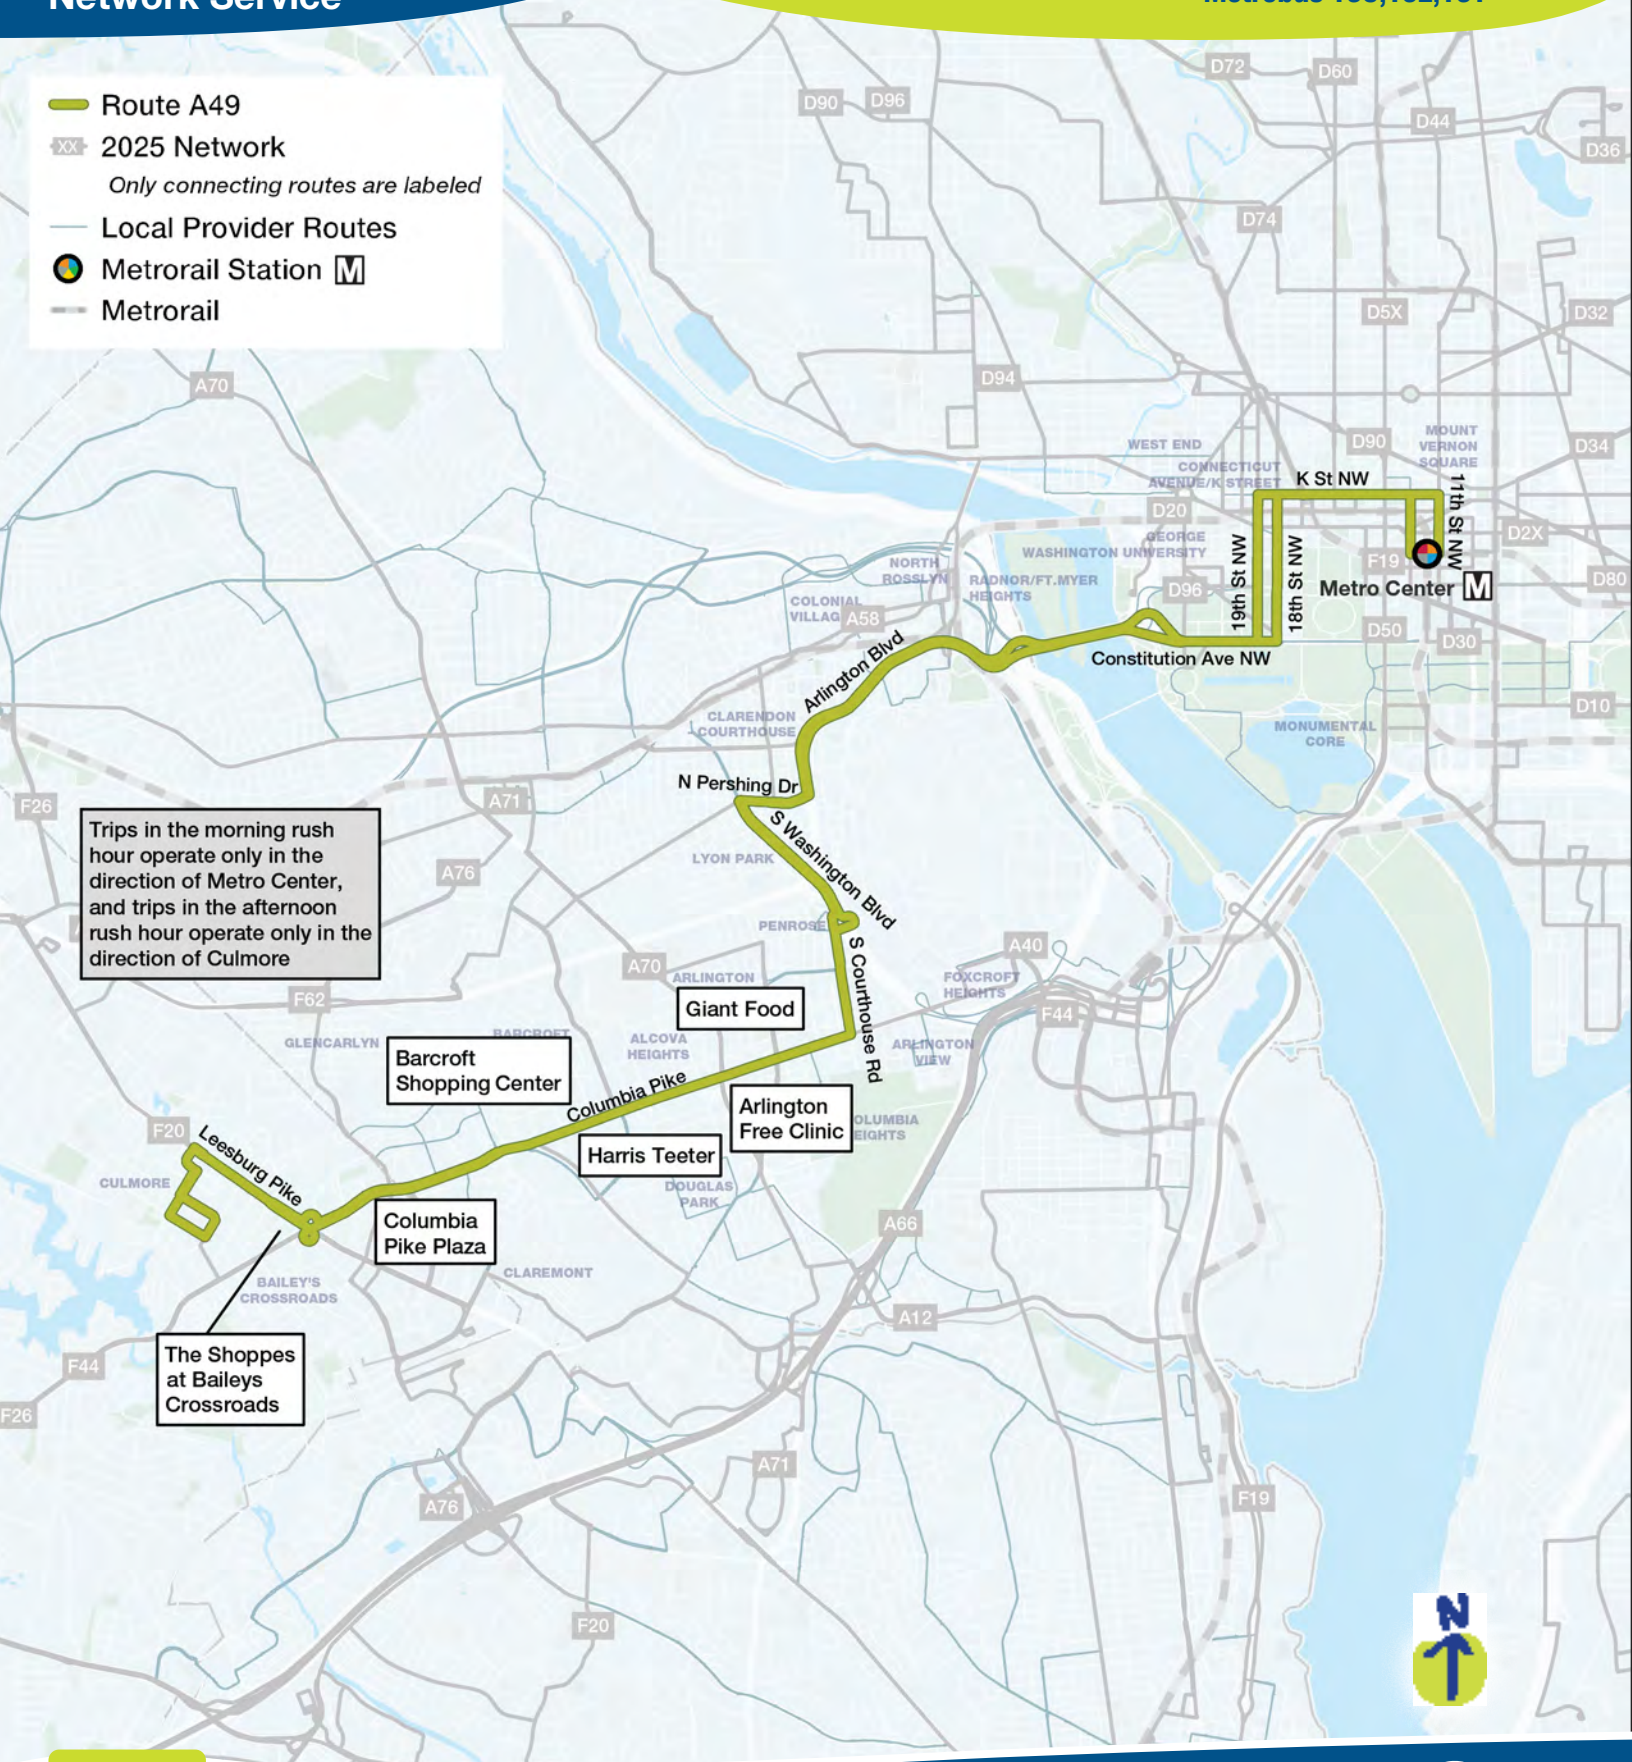 Network Service
Route A49
XX 2025 Network
Only connecting routes are labeled
Local Provider Routes
Metrorail Station M
Metrorail
D72
D60
D90
D96
D44
D36
D74
D5X
D32
A70
D94
WEST END
D90
MOUNT
VERNON
SQUARE
D34
CONNECTICUT
AVENUE/K STREET
K St NW
11th St NW
D20
GEORGE
WASHINGTON UNIVERSITY
D2X
F19
19th St NW
18th St NW
Metro Center M
D80
D96
NORTH
ROSSLYN
RADNOR/FT.MYER
HEIGHTS
COLONIAL
VILLAG
A58
D50
D30
Arlington Blvd
Constitution Ave NW
D10
CLARENDON
COURTHOUSE
MONUMENTAL
CORE
N Pershing Dr
F26
A71
Trips in the morning rush
hour operate only in the
direction of Metro Center,
and trips in the afternoon
rush hour operate only in the
direction of Culmore
S Washington Blvd
LYON PARK
A76
PENROSE
S Courthouse Rd
A40
A70
ARLINGTON
FOXCROFT
HEIGHTS
F62
Giant Food
F44
GLENCARLYN
BARCROFT
ALCOVA
HEIGHTS
ARLINGTON
VIEW
Barcroft
Shopping Center
Columbia Pike
Arlington
Free Clinic
OLUMBIA
EIGHTS
F20
Leesburg Pike
Harris Teeter
CULMORE
DOUGLAS
PARK
Columbia
Pike Plaza
A66
CLAREMONT
BAILEY'S
CROSSROADS
A12
The Shoppes
at Baileys
Crossroads
F44
F26
A71
A76
F19
F20
N